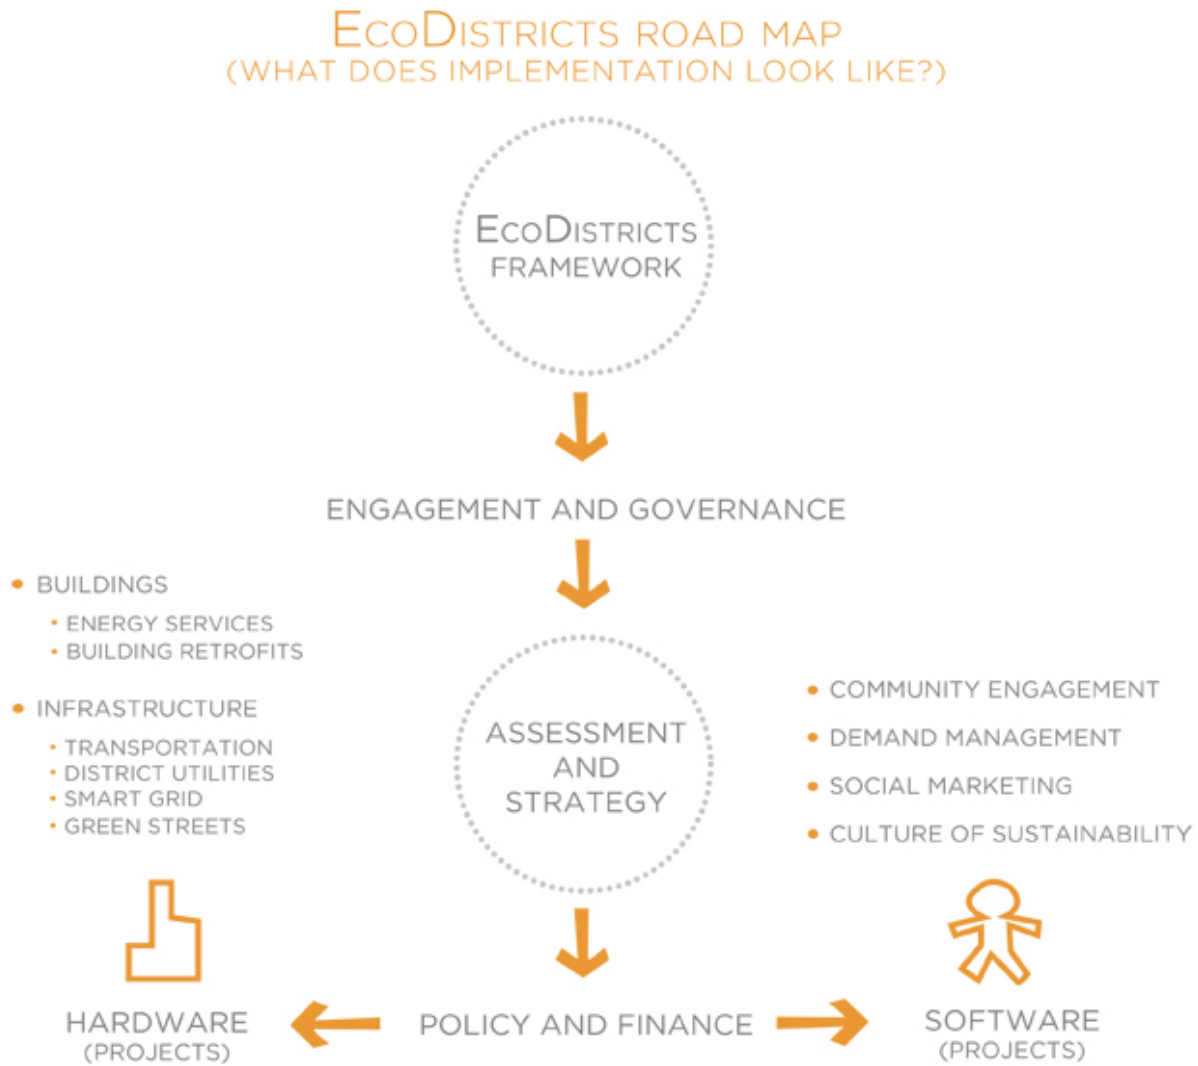 ECODISTRICTS ROAD MAP
(WHAT DOES IMPLEMENTATION LOOK LIKE?)
ECODISTRICTS
FRAMEWORK
ENGAGEMENT AND GOVERNANCE
• BUILDINGS
• ENERGY SERVICES
• BUILDING RETROFITS
• INFRASTRUCTURE
• TRANSPORTATION
• DISTRICT UTILITIES
• SMART GRID
• GREEN STREETS
ASSESSMENT
AND
STRATEGY
• COMMUNITY ENGAGEMENT
• DEMAND MANAGEMENT
• SOCIAL MARKETING
• CULTURE OF SUSTAINABILITY
HARDWARE
(PROJECTS)
POLICY AND FINANCE
SOFTWARE
(PROJECTS)